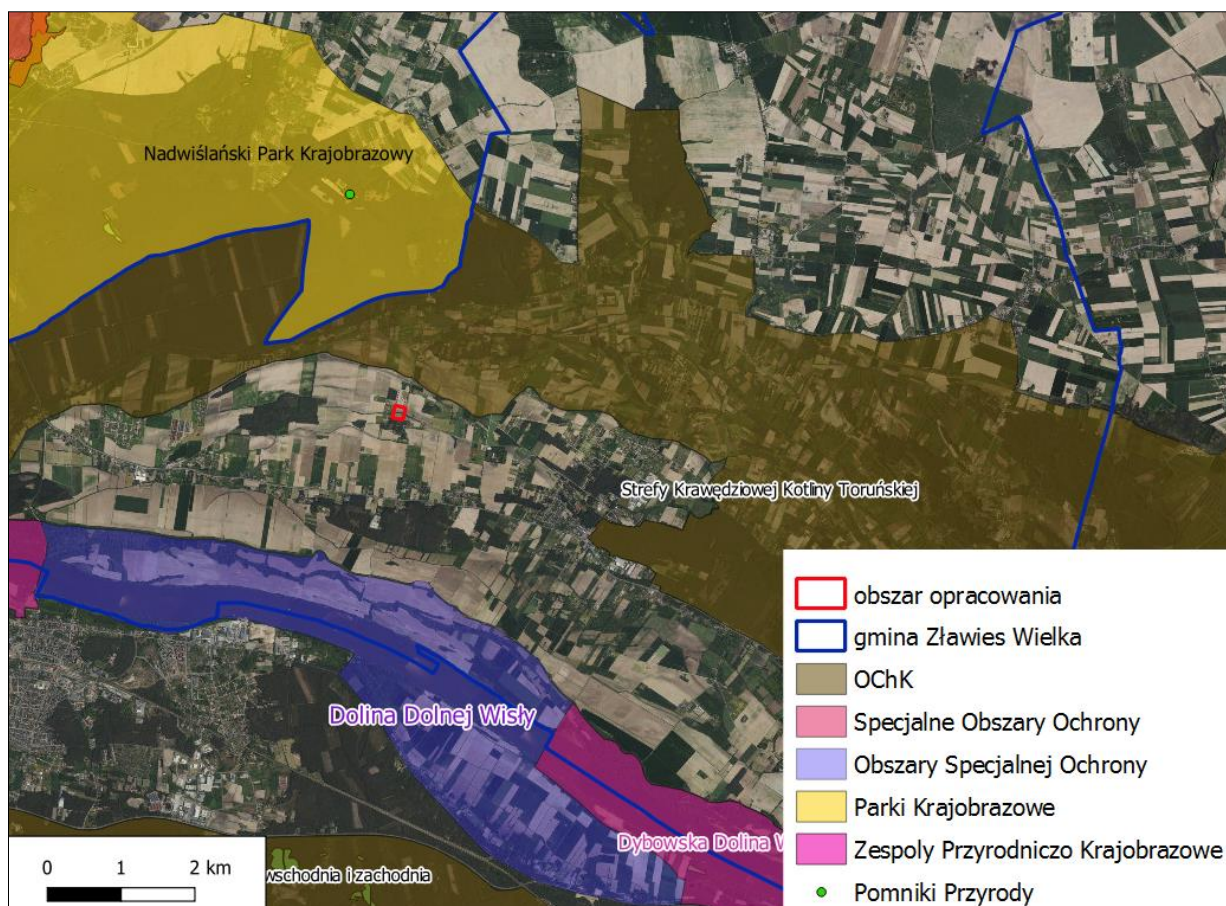 Nadwiślański Park Krajobrazowy
Strefy Krawędziowej Kotliny Toruńskiej
Dolina Dolnej Wisły
Dybowska Dolina W
wschodnia i zachodnia
0 1 2 km
obszar opracowania
gmina Zławieś Wielka
OChK
Specjalne Obszary Ochrony
Obszary Specjalnej Ochrony
Parki Krajobrazowe
Zespoly Przyrodniczo Krajobrazowe
Pomniki Przyrody